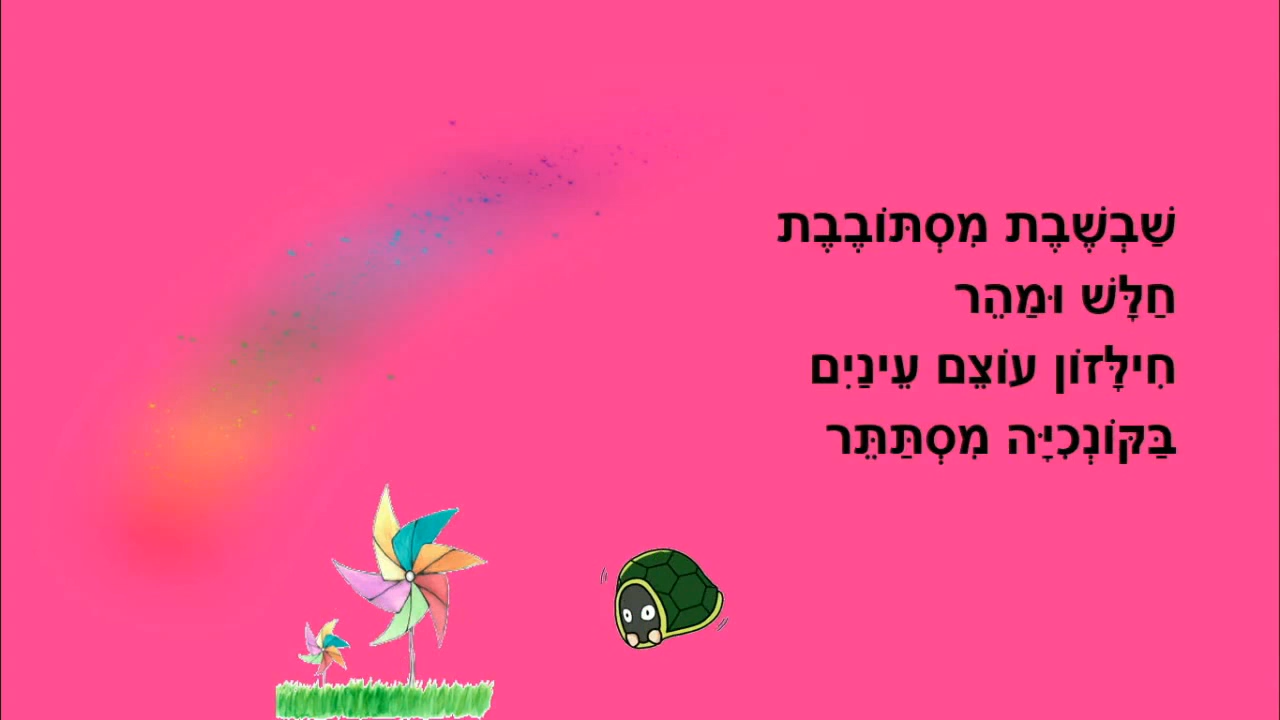 שַׁבְשֶׁבֶת מִסְתּוֹבֶבֶת
חַלָּשׁ וּמַהֵר
חִילָּזוֹן עוֹצֵם עֵינַיִם
בַּקּוֹנְכִיָּה מִסְתַּתֵּר